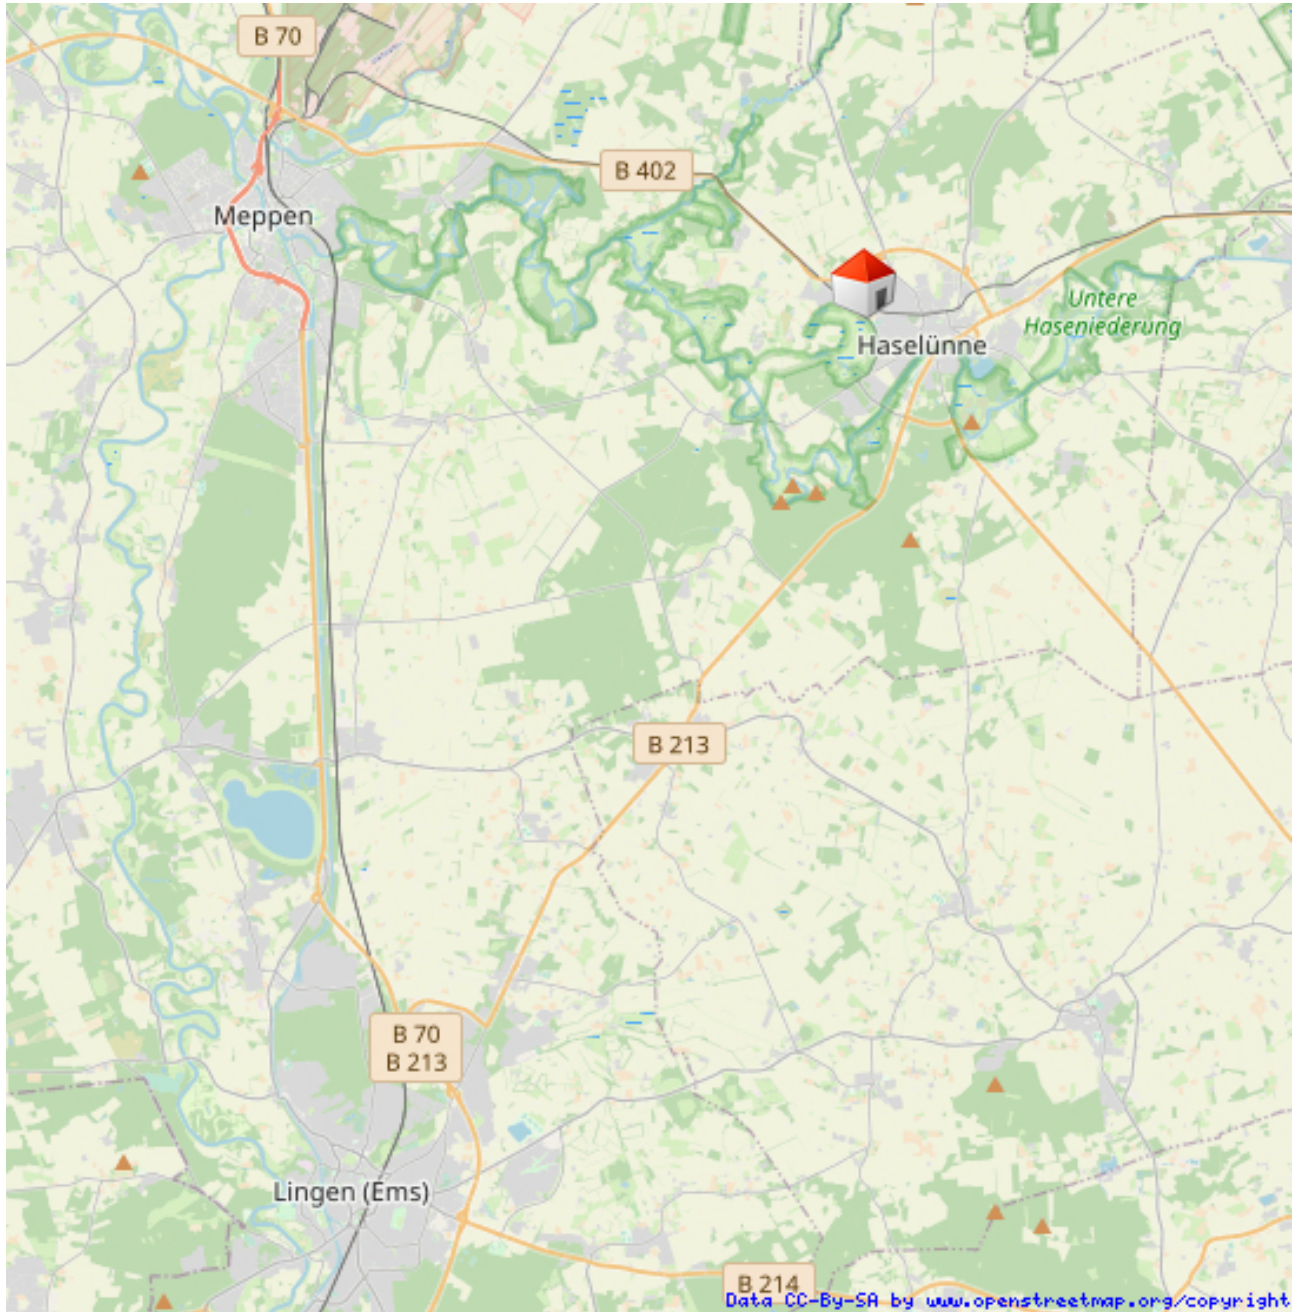 B 70
B 402
Meppen
Untere
Haseniederung
Haselünne
B 213
B 70
B 213
Lingen (Ems)
B 214
Data CC-By-SA by www.openstreetmap.org/copyright